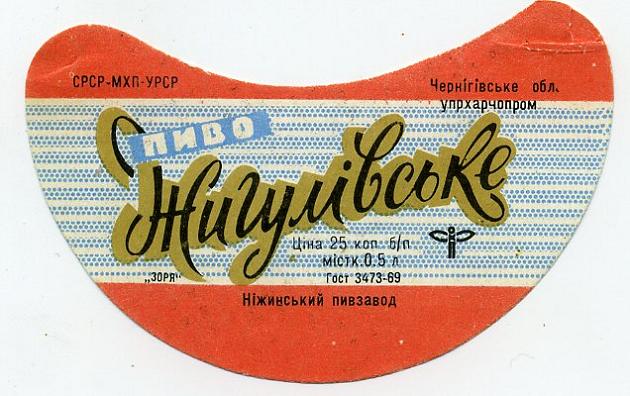 СРСР-МХП-УРСР
Чернігівське обл.
упрхарчопром
ПИВО
Жигулівське
Ціна 25 коп б/п
містк. 0,5 л
„ЗОРЯ“
Гост 3473-69
Ніжинський пивзавод